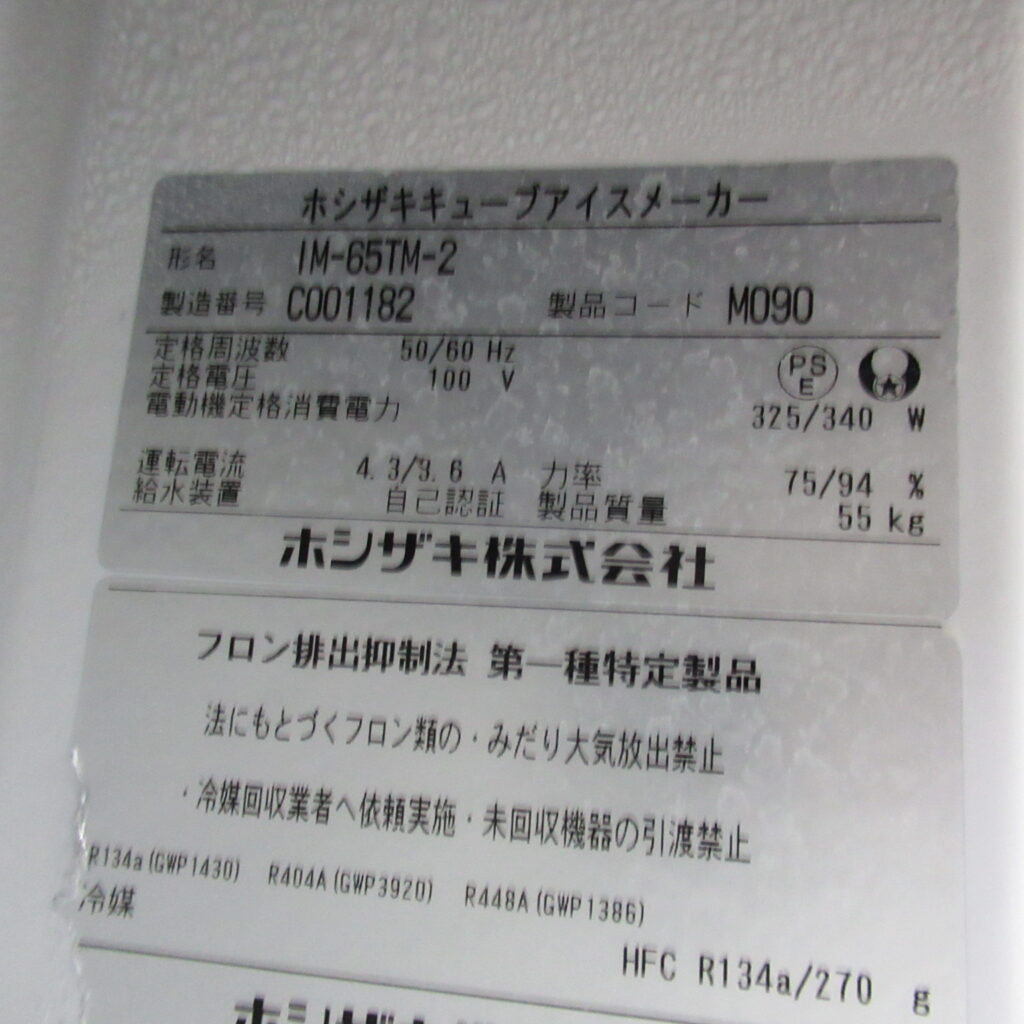 ホシザキキューブアイスメーカー
形名 IM-65TM-2
製造番号 C001182 製品コード M090
定格周波数 50/60 Hz
定格電圧 100 V
PS E
電動機定格消費電力 325/340 W
運転電流 4.3/3.6 A 力率 75/94 %
給水装置 自己認証 製品質量 55 kg
ホシザキ株式会社
フロン排出抑制法 第一種特定製品
法にもとづくフロン類の・みだり大気放出禁止
・冷媒回収業者へ依頼実施・未回収機器の引渡禁止
R134a(GWP1430) R404A(GWP3920) R448A(GWP1386)
冷媒
HFC R134a/270 g